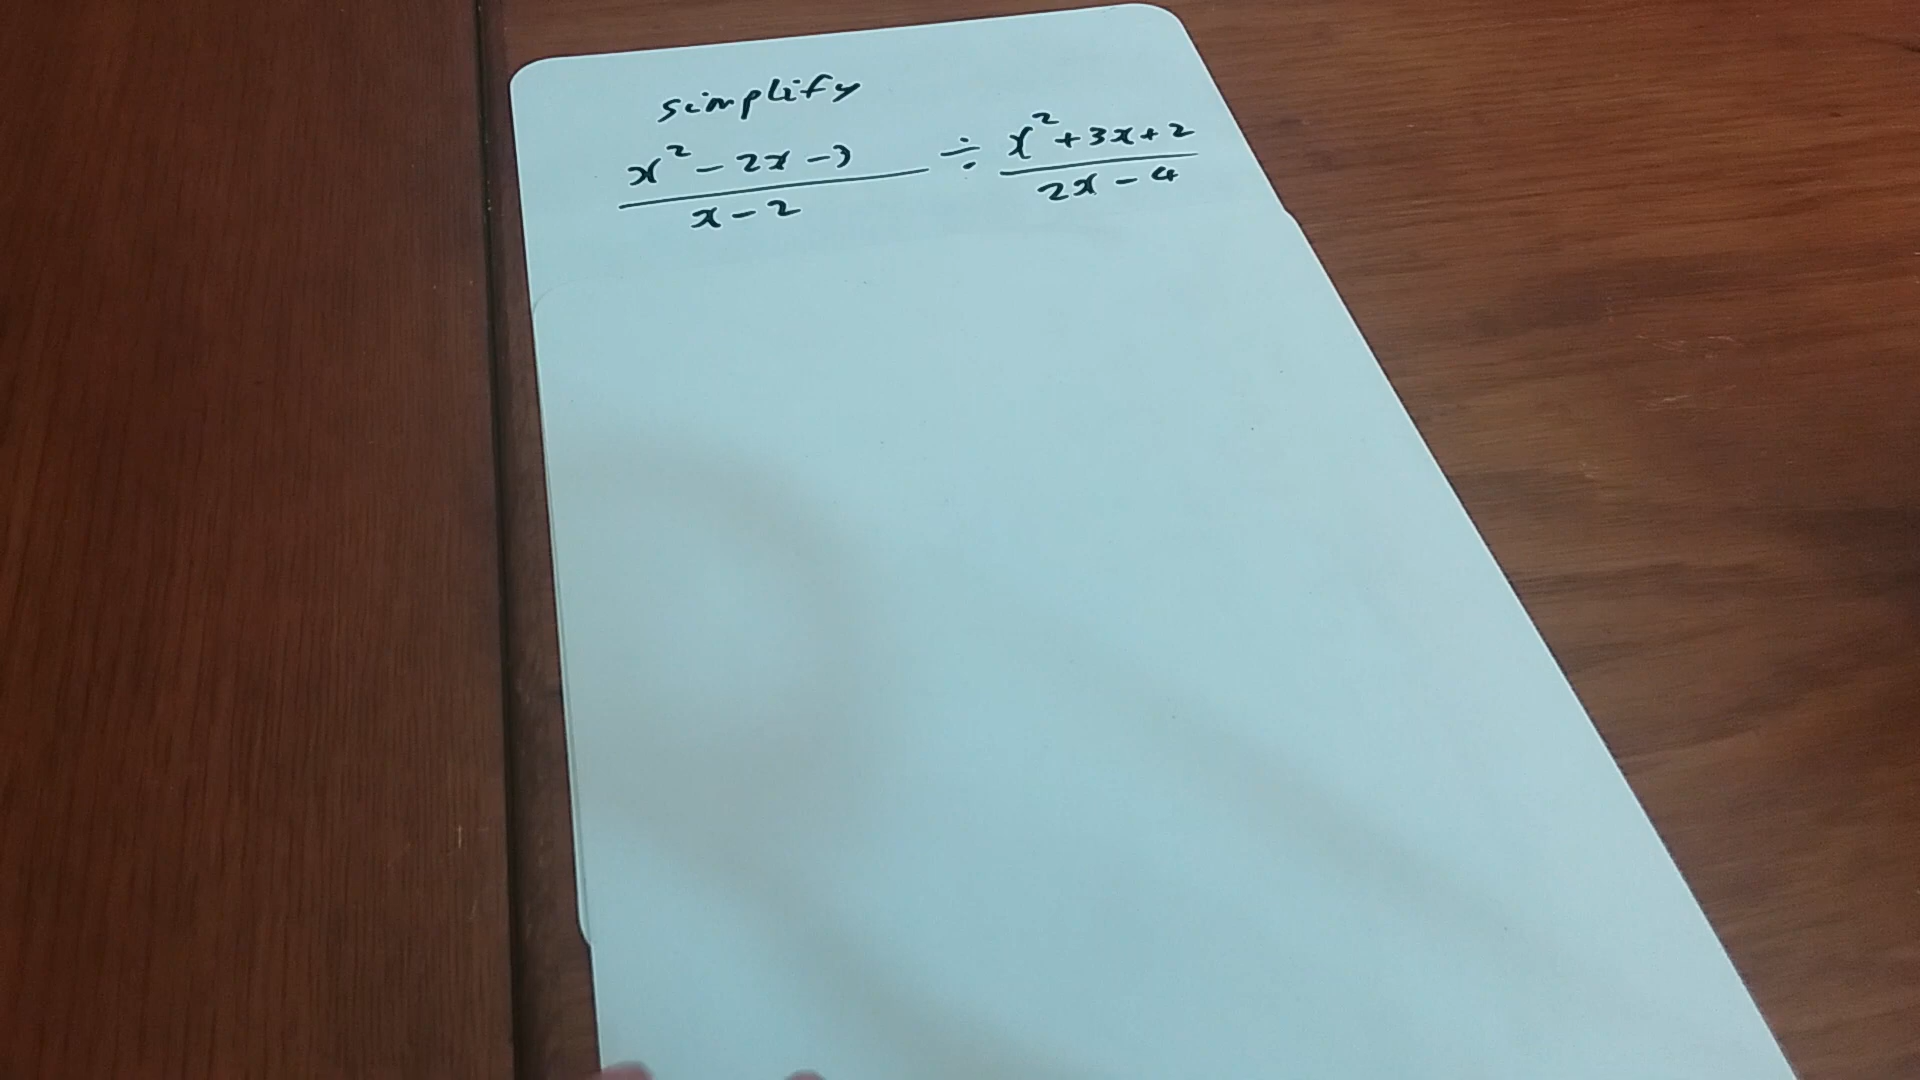 simplify
x² - 2x - 3 / x - 2 ÷ x² + 3x + 2 / 2x - 4